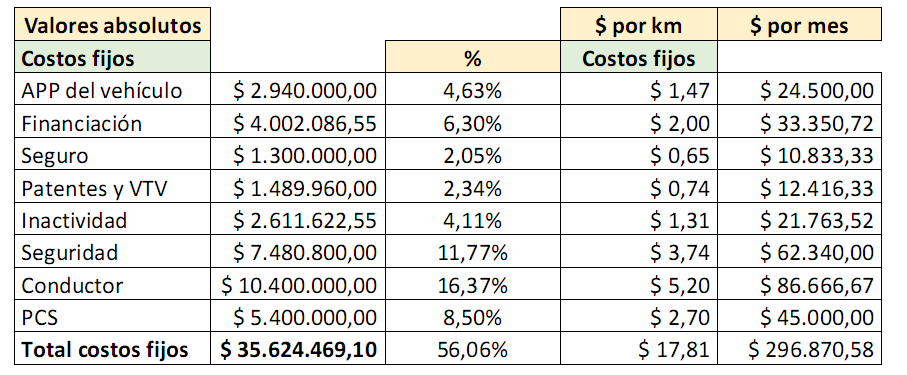 Valores absolutos $ por km $ por mes
Costos fijos % Costos fijos
APP del vehículo $ 2.940.000,00 4,63% $ 1,47 $ 24.500,00
Financiación $ 4.002.086,55 6,30% $ 2,00 $ 33.350,72
Seguro $ 1.300.000,00 2,05% $ 0,65 $ 10.833,33
Patentes y VTV $ 1.489.960,00 2,34% $ 0,74 $ 12.416,33
Inactividad $ 2.611.622,55 4,11% $ 1,31 $ 21.763,52
Seguridad $ 7.480.800,00 11,77% $ 3,74 $ 62.340,00
Conductor $ 10.400.000,00 16,37% $ 5,20 $ 86.666,67
PCS $ 5.400.000,00 8,50% $ 2,70 $ 45.000,00
Total costos fijos $ 35.624.469,10 56,06% $ 17,81 $ 296.870,58